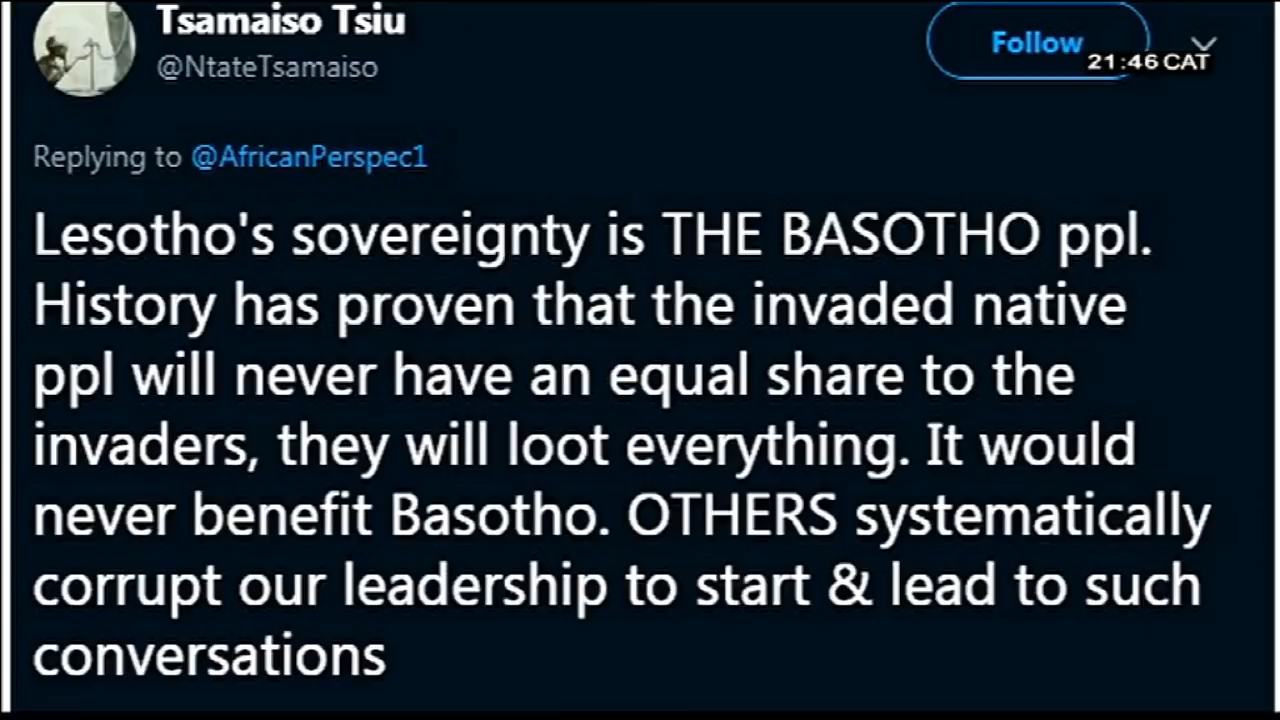 Tsamaiso Tsiu
@NtateTsamaiso
Follow
21:46 CAT
Replying to @AfricanPerspec1
Lesotho's sovereignty is THE BASOTHO ppl.
History has proven that the invaded native
ppl will never have an equal share to the
invaders, they will loot everything. It would
never benefit Basotho. OTHERS systematically
corrupt our leadership to start & lead to such
conversations